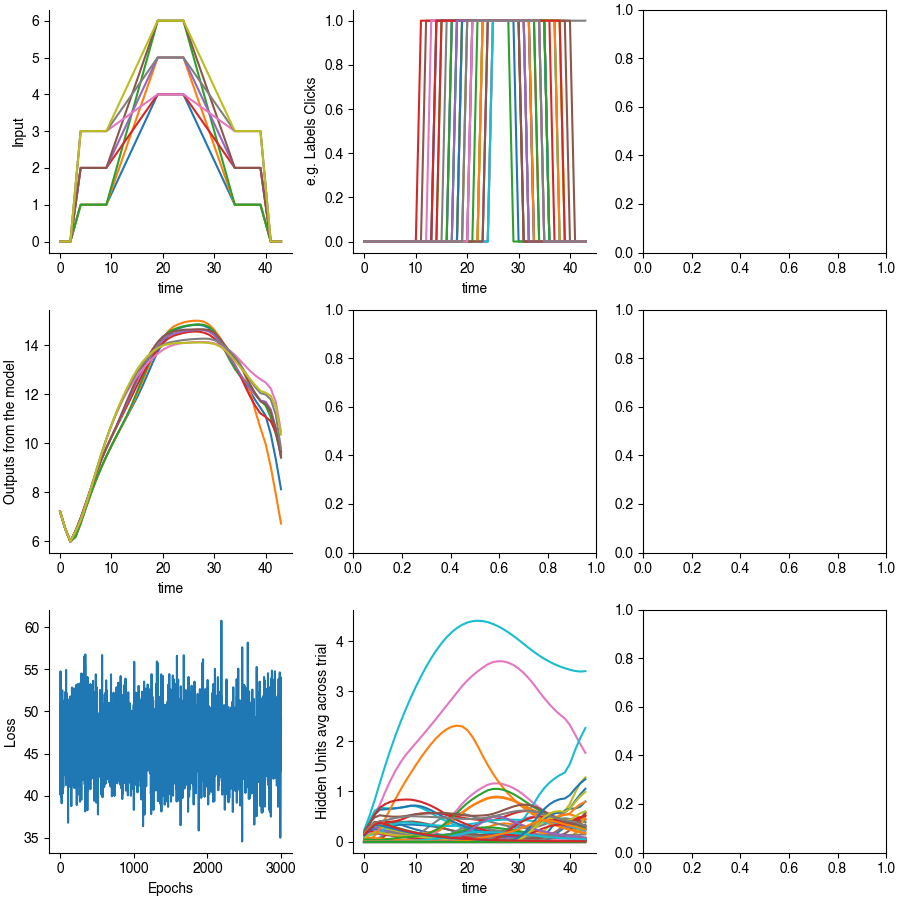 6
5
4
3
2
1
0
Input
0 10 20 30 40
time
1.0
0.8
0.6
0.4
0.2
0.0
e.g. Labels Clicks
0 10 20 30 40
time
1.0
0.8
0.6
0.4
0.2
0.0
0.0 0.2 0.4 0.6 0.8 1.0
14
12
10
8
6
Outputs from the model
0 10 20 30 40
time
1.0
0.8
0.6
0.4
0.2
0.0
0.0 0.2 0.4 0.6 0.8 1.0
1.0
0.8
0.6
0.4
0.2
0.0
0.0 0.2 0.4 0.6 0.8 1.0
60
55
50
45
40
35
Loss
0 1000 2000 3000
Epochs
4
3
2
1
0
Hidden Units avg across trial
0 10 20 30 40
time
1.0
0.8
0.6
0.4
0.2
0.0
0.0 0.2 0.4 0.6 0.8 1.0